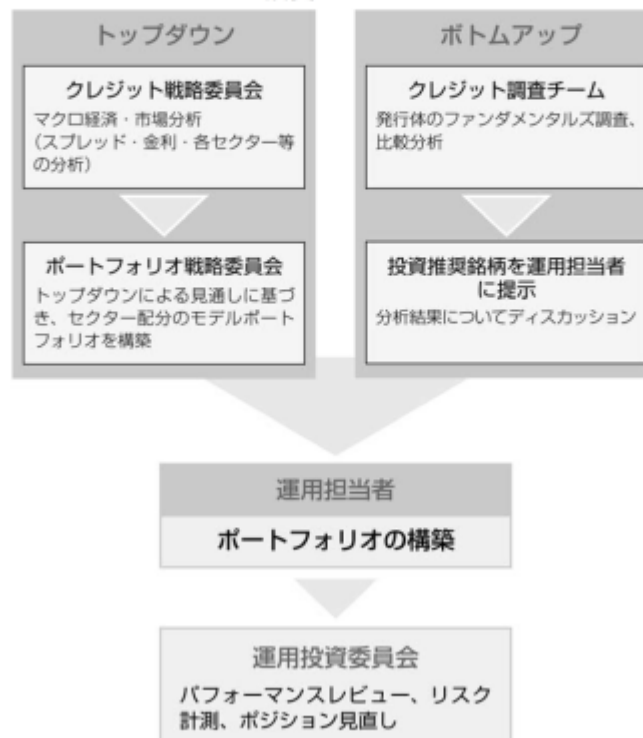 トップダウン
クレジット戦略委員会
マクロ経済・市場分析
（スプレッド・金利・各セクター等
の分析）
ポートフォリオ戦略委員会
トップダウンによる見通しに基づ
き、セクター配分のモデルポート
フォリオを構築
ボトムアップ
クレジット調査チーム
発行体のファンダメンタルズ調査、
比較分析
投資推奨銘柄を運用担当者
に提示
分析結果についてディスカッション
運用担当者
ポートフォリオの構築
運用投資委員会
パフォーマンスレビュー、リスク
計測、ポジション見直し